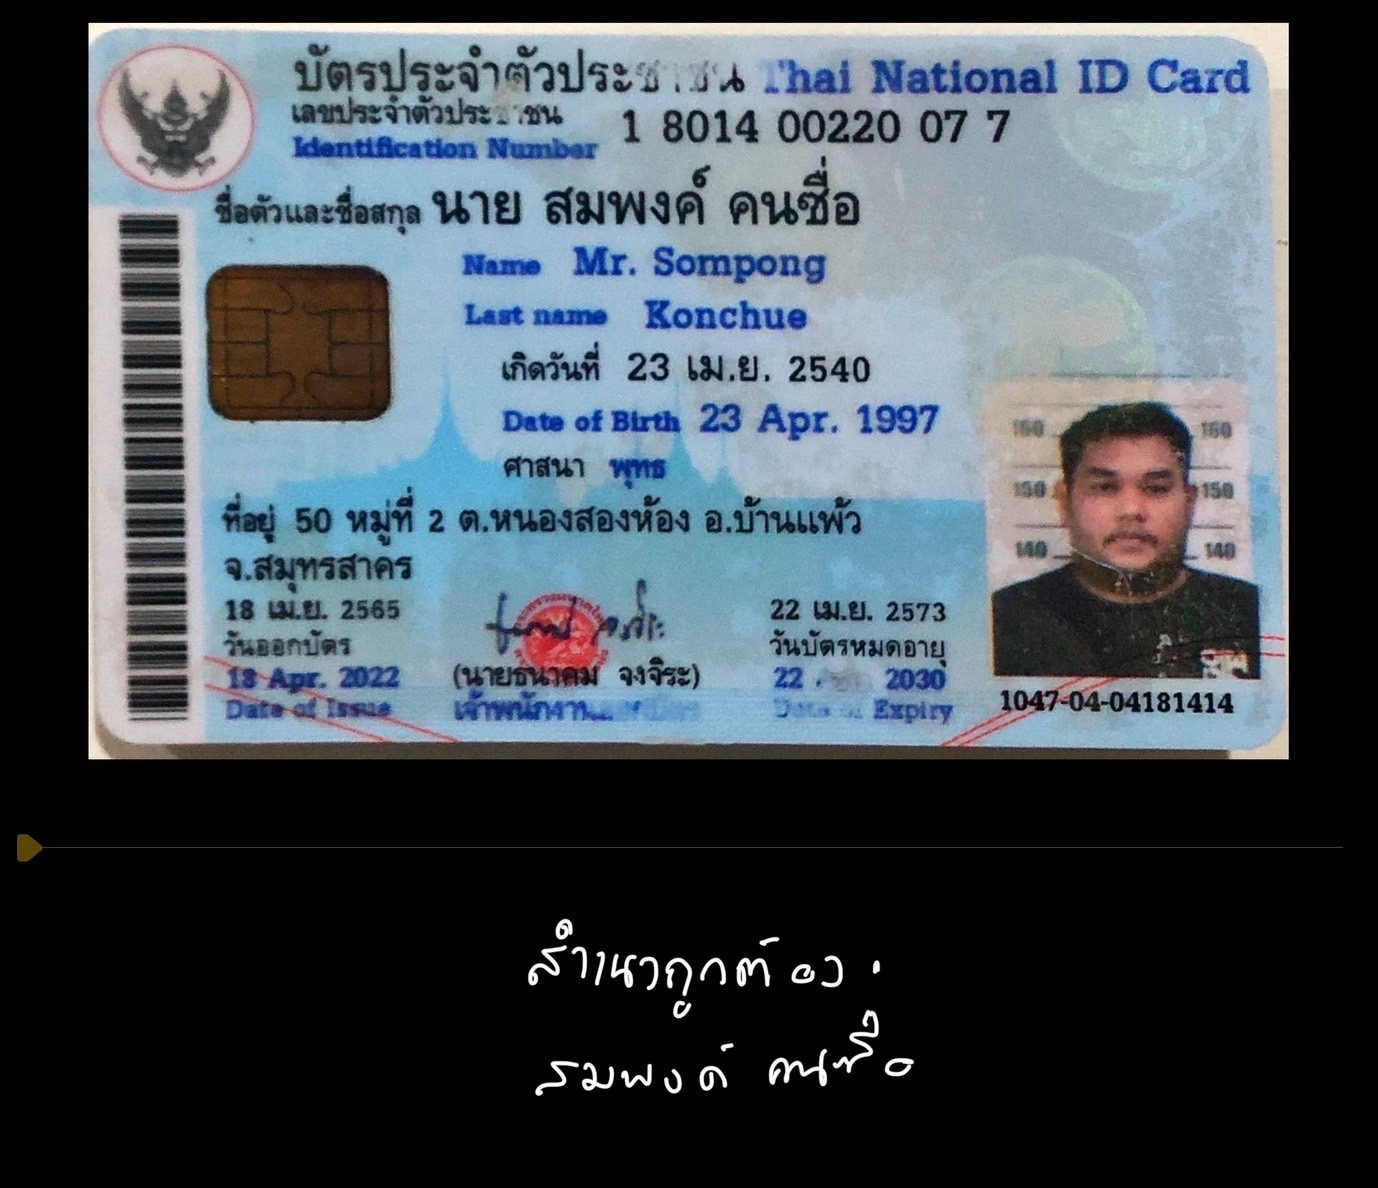 บัตรประจำตัวประชาชน Thai National ID Card
เลขประจำตัวประชาชน
Identification Number 1 8014 00220 07 7
ชื่อตัวและชื่อสกุล นาย สมพงค์ คนซื่อ
Name Mr. Sompong
Last name Konchue
เกิดวันที่ 23 เม.ย. 2540
Date of Birth 23 Apr. 1997
ศาสนา พุทธ
ที่อยู่ 50 หมู่ที่ 2 ต.หนองสองห้อง อ.บ้านแพ้ว
จ.สมุทรสาคร
18 เม.ย. 2565
วันออกบัตร
18 Apr. 2022
Date of Issue
(นายธนาคม จงจิระ)
เจ้าพนักงาน
22 เม.ย. 2573
วันบัตรหมดอายุ
22 2030
Date of Expiry
160 160
150 150
140 140
1047-04-04181414
สำเนาถูกต้อง
สมพงค์ คนซื่อ